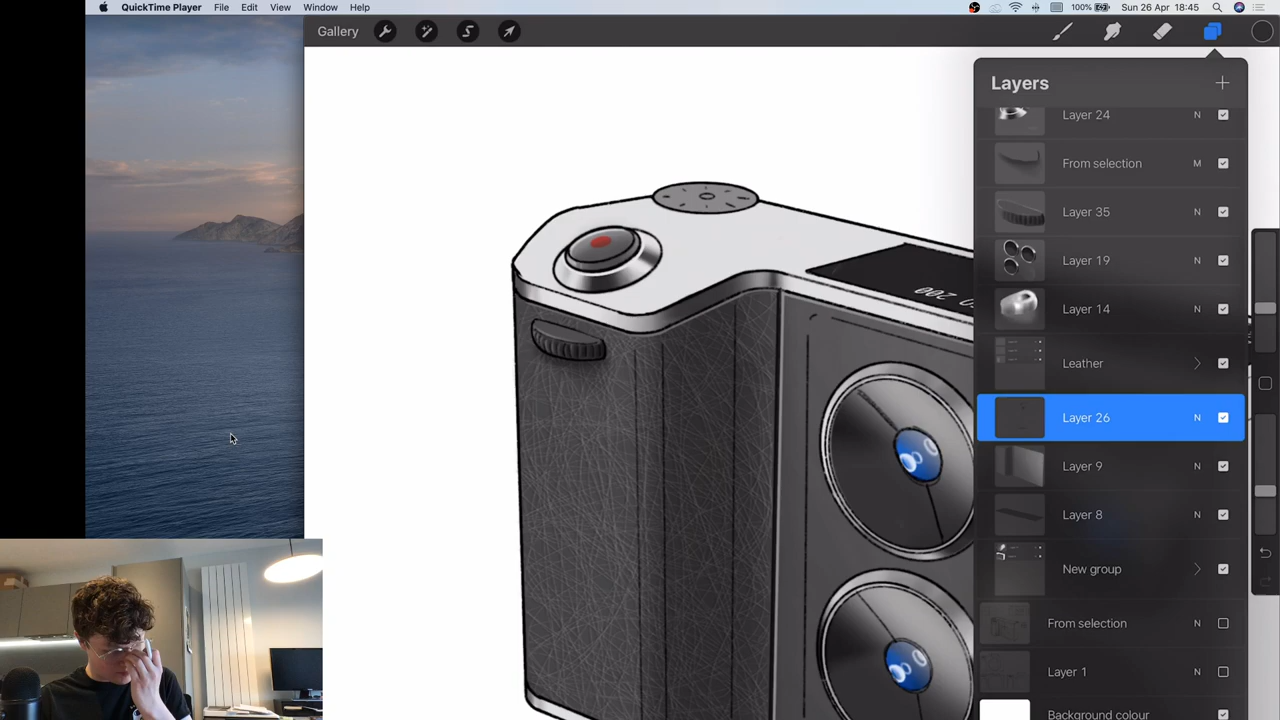 QuickTime Player File Edit View Window Help 100% Sun 26 Apr 18:45
Gallery
Layers
Layer 24 N
From selection M
Layer 35 N
Layer 19 N
Layer 14 N
Leather
Layer 26 N
Layer 9 N
Layer 8 N
New group
From selection N
Layer 1 N
Background colour
200